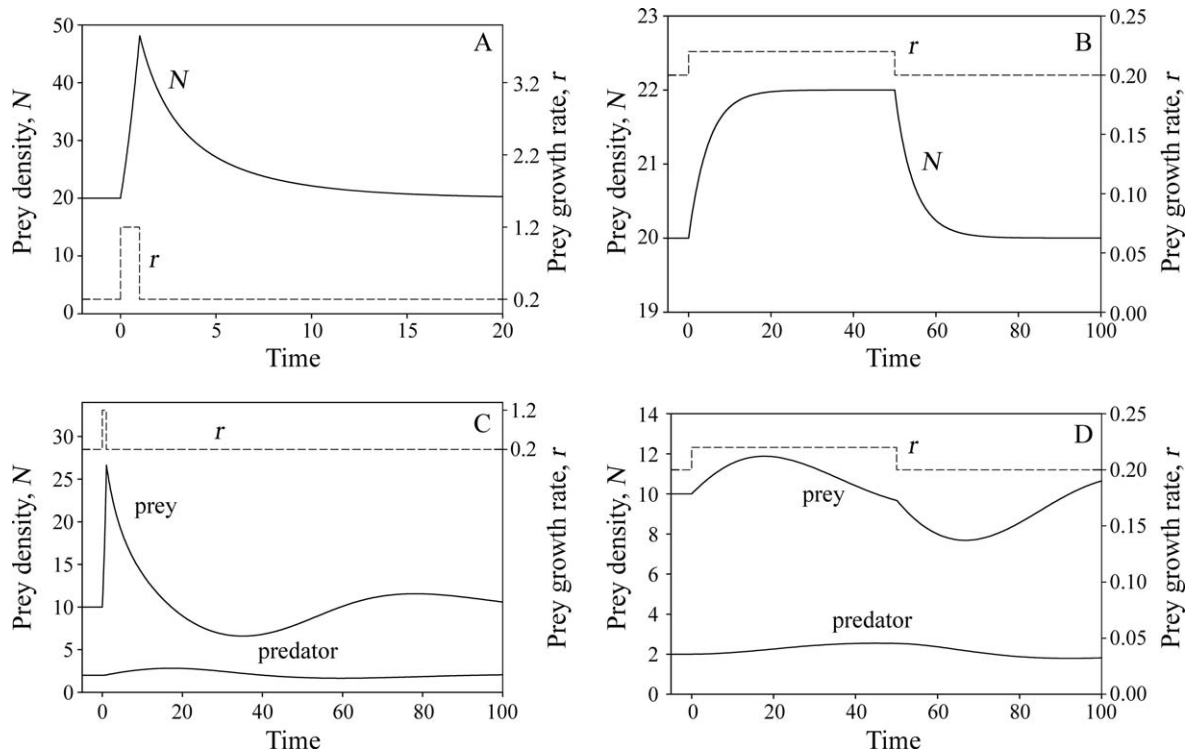 A
Prey density, N
50
40
30
20
10
0
N
r
3.2
2.2
1.2
0.2
Prey growth rate, r
0 5 10 15 20
Time
B
Prey density, N
23
22
21
20
19
r
N
0.25
0.20
0.15
0.10
0.05
0.00
Prey growth rate, r
0 20 40 60 80 100
Time
C
Prey density, N
30
25
20
15
10
5
0
r
prey
predator
1.2
0.2
Prey growth rate, r
0 20 40 60 80 100
Time
D
Prey density, N
14
12
10
8
6
4
2
0
r
prey
predator
0.25
0.20
0.15
0.10
0.05
0.00
Prey growth rate, r
0 20 40 60 80 100
Time